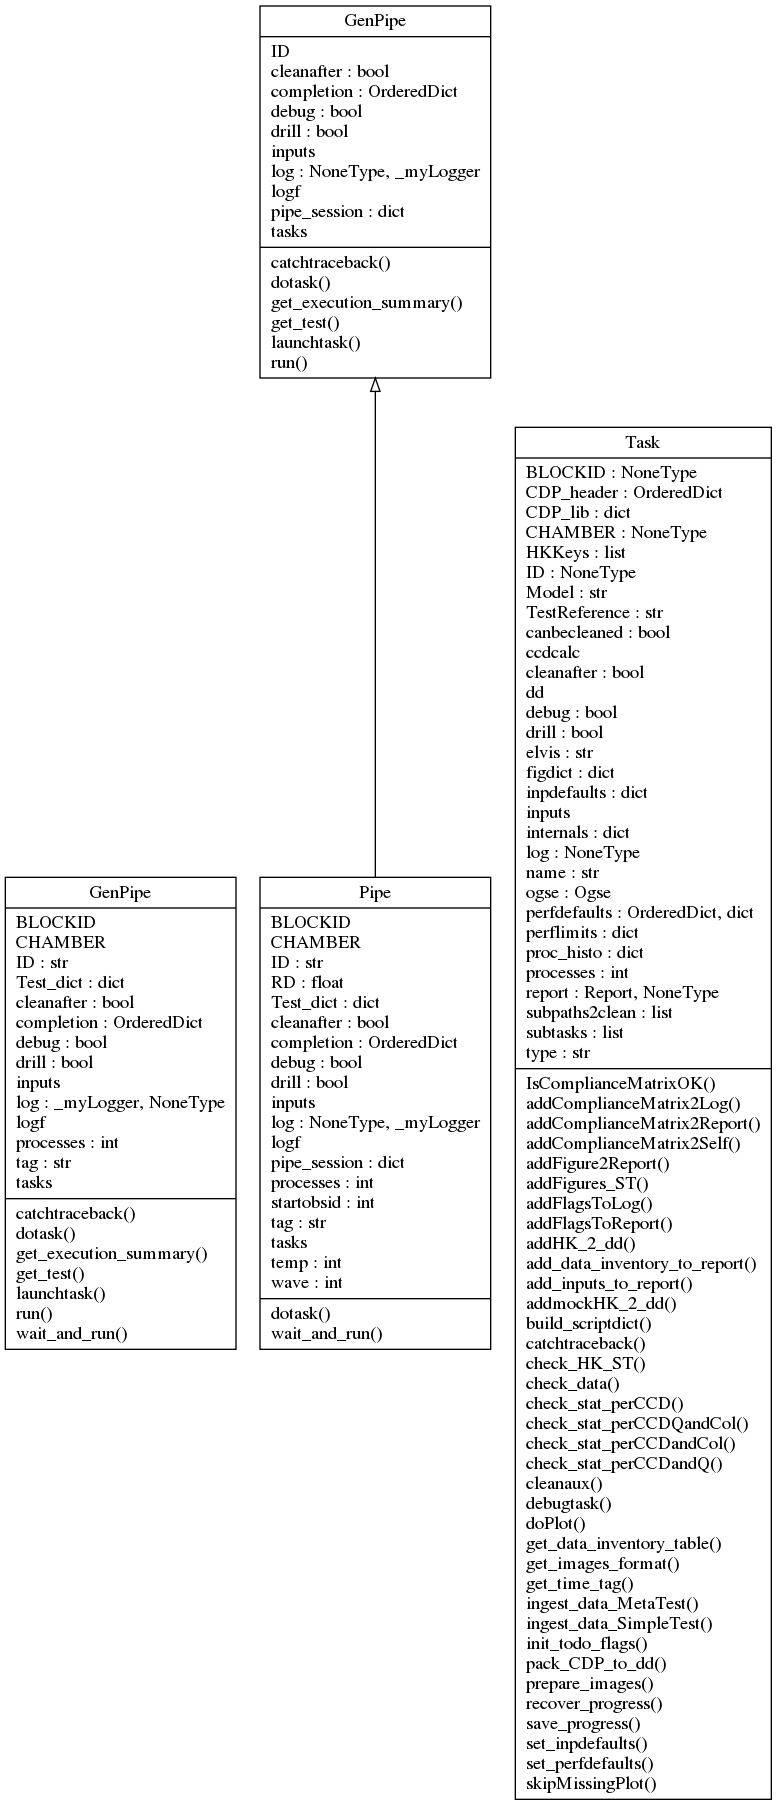 GenPipe
ID
cleanafter : bool
completion : OrderedDict
debug : bool
drill : bool
inputs
log : NoneType, _myLogger
logf
pipe_session : dict
tasks
catchtraceback()
dotask()
get_execution_summary()
get_test()
launchtask()
run()
Task
BLOCKID : NoneType
CDP_header : OrderedDict
CDP_lib : dict
CHAMBER : NoneType
HKKeys : list
ID : NoneType
Model : str
TestReference : str
canbecleaned : bool
ccdcalc
cleanafter : bool
dd
debug : bool
drill : bool
elvis : str
figdict : dict
inpdefaults : dict
inputs
internals : dict
log : NoneType
name : str
ogse : Ogse
perfdefaults : OrderedDict, dict
perflimits : dict
proc_histo : dict
processes : int
report : Report, NoneType
subpaths2clean : list
subtasks : list
type : str
IsComplianceMatrixOK()
addComplianceMatrix2Log()
addComplianceMatrix2Report()
addComplianceMatrix2Self()
addFigure2Report()
addFigures_ST()
addFlagsToLog()
addFlagsToReport()
addHK_2_dd()
add_data_inventory_to_report()
add_inputs_to_report()
addmockHK_2_dd()
build_scriptdict()
catchtraceback()
check_HK_ST()
check_data()
check_stat_perCCD()
check_stat_perCCDQandCol()
check_stat_perCCDandCol()
check_stat_perCCDandQ()
cleanaux()
debugtask()
doPlot()
get_data_inventory_table()
get_images_format()
get_time_tag()
ingest_data_MetaTest()
ingest_data_SimpleTest()
init_todo_flags()
pack_CDP_to_dd()
prepare_images()
recover_progress()
save_progress()
set_inpdefaults()
set_perfdefaults()
skipMissingPlot()
GenPipe
BLOCKID
CHAMBER
ID : str
Test_dict : dict
cleanafter : bool
completion : OrderedDict
debug : bool
drill : bool
inputs
log : _myLogger, NoneType
logf
processes : int
tag : str
tasks
catchtraceback()
dotask()
get_execution_summary()
get_test()
launchtask()
run()
wait_and_run()
Pipe
BLOCKID
CHAMBER
ID : str
RD : float
Test_dict : dict
cleanafter : bool
completion : OrderedDict
debug : bool
drill : bool
inputs
log : NoneType, _myLogger
logf
pipe_session : dict
processes : int
startobsid : int
tag : str
tasks
temp : int
wave : int
dotask()
wait_and_run()